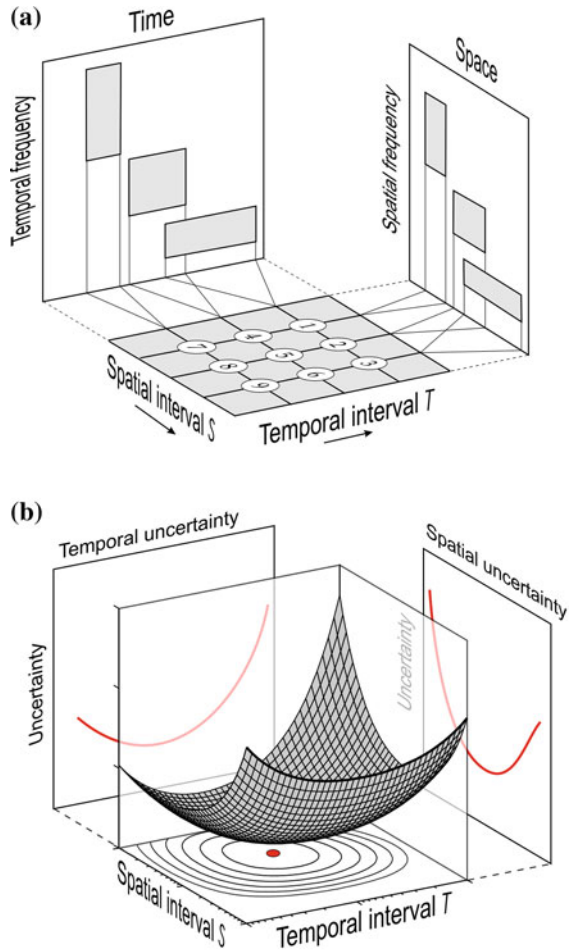 (a)
Time
Space
Temporal frequency
Spatial frequency
1
4
2
7
5
3
8
6
9
Spatial interval S
Temporal interval T
(b)
Temporal uncertainty
Spatial uncertainty
Uncertainty
Uncertainty
Spatial interval S
Temporal interval T